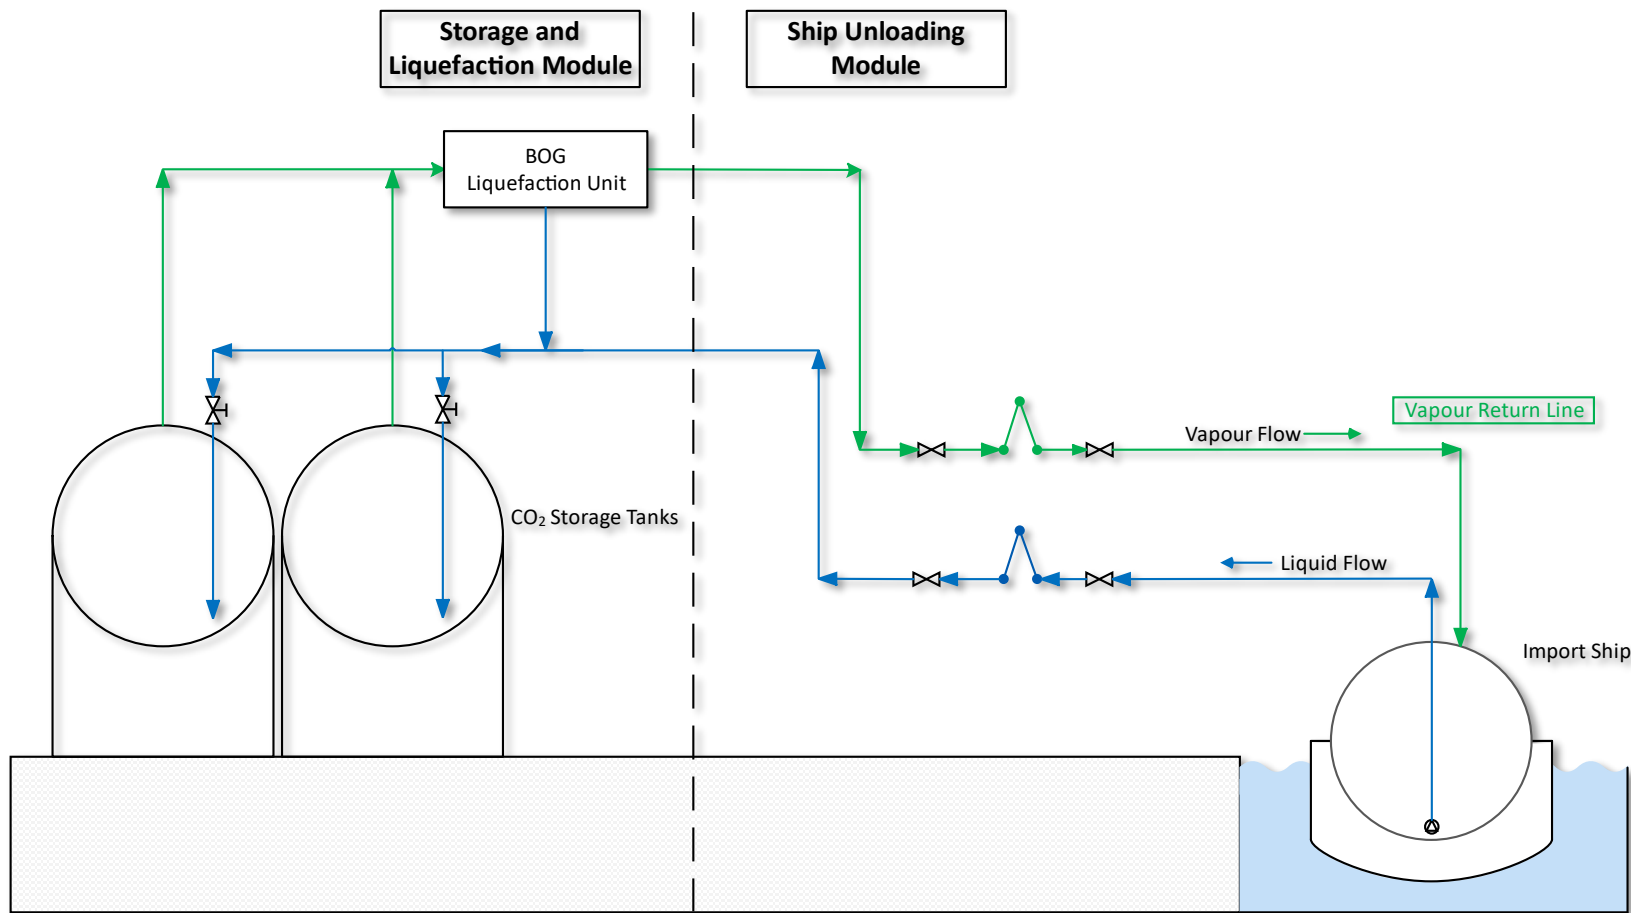 Storage and
Liquefaction Module
Ship Unloading
Module
BOG
Liquefaction Unit
Vapour Return Line
Vapour Flow
CO₂ Storage Tanks
Liquid Flow
Import Ship